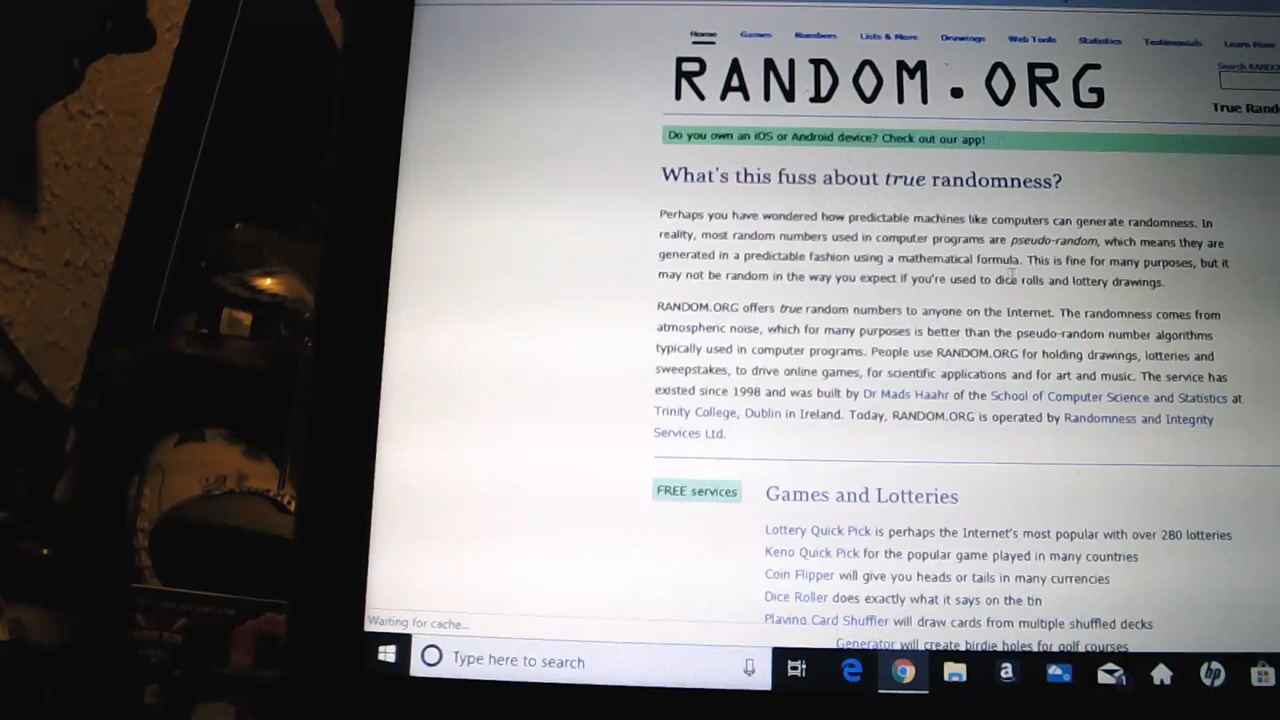 Home Games Numbers Lists & More Drawings Web Tools Statistics Testimonials Learn More
RANDOM.ORG
Search RANDO
True Rand
Do you own an iOS or Android device? Check out our app!
What's this fuss about true randomness?
Perhaps you have wondered how predictable machines like computers can generate randomness. In
reality, most random numbers used in computer programs are pseudo-random, which means they are
generated in a predictable fashion using a mathematical formula. This is fine for many purposes, but it
may not be random in the way you expect if you're used to dice rolls and lottery drawings.
RANDOM.ORG offers true random numbers to anyone on the Internet. The randomness comes from
atmospheric noise, which for many purposes is better than the pseudo-random number algorithms
typically used in computer programs. People use RANDOM.ORG for holding drawings, lotteries and
sweepstakes, to drive online games, for scientific applications and for art and music. The service has
existed since 1998 and was built by Dr Mads Haahr of the School of Computer Science and Statistics at
Trinity College, Dublin in Ireland. Today, RANDOM.ORG is operated by Randomness and Integrity
Services Ltd.
FREE services
Games and Lotteries
Lottery Quick Pick is perhaps the Internet's most popular with over 280 lotteries
Keno Quick Pick for the popular game played in many countries
Coin Flipper will give you heads or tails in many currencies
Dice Roller does exactly what it says on the tin
Playing Card Shuffler will draw cards from multiple shuffled decks
Generator will create birdie holes for golf courses
Waiting for cache...
Type here to search